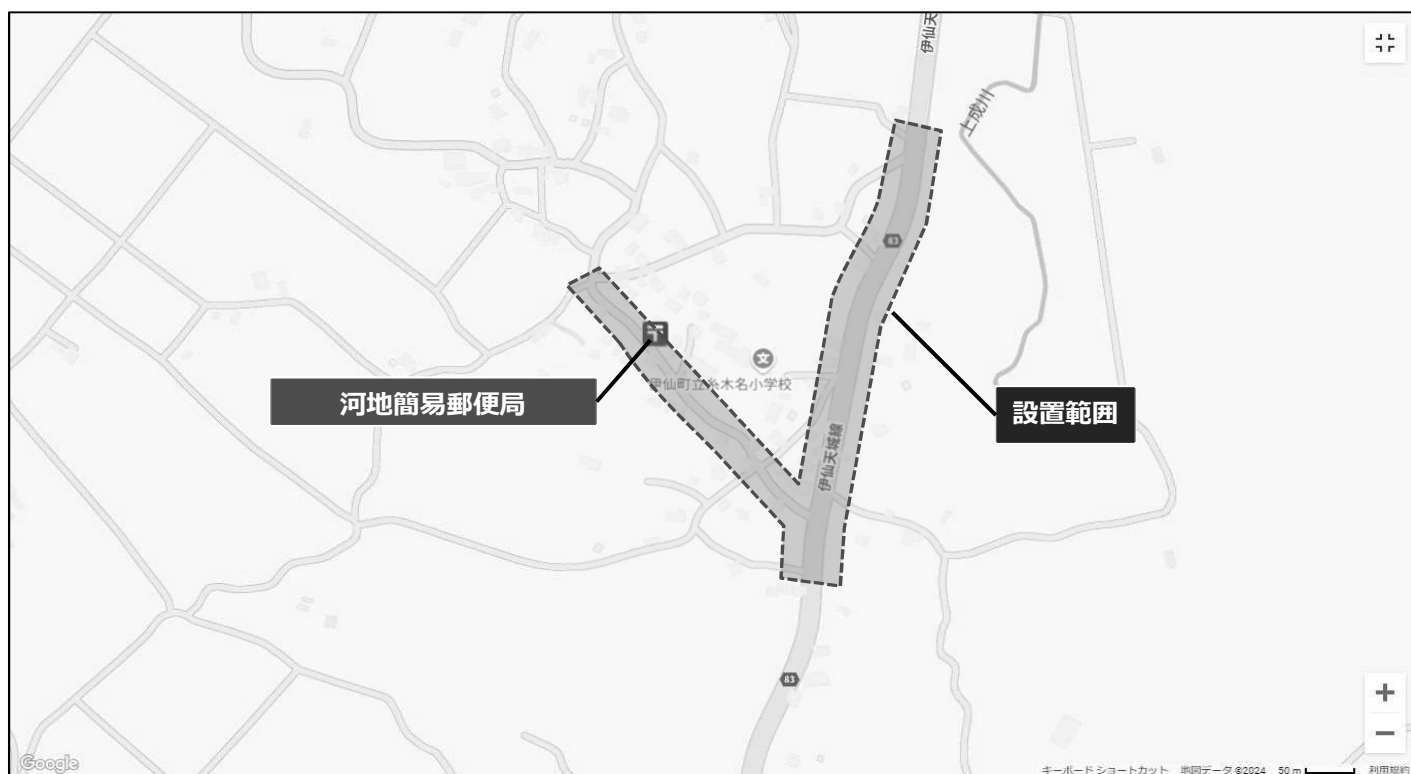 伊仙天
上成川
83
伊仙町立糸木名小学校
河地簡易郵便局
設置範囲
伊仙天城線
83
Google
キーボード ショートカット 地図データ ©2024 50 m 利用規約